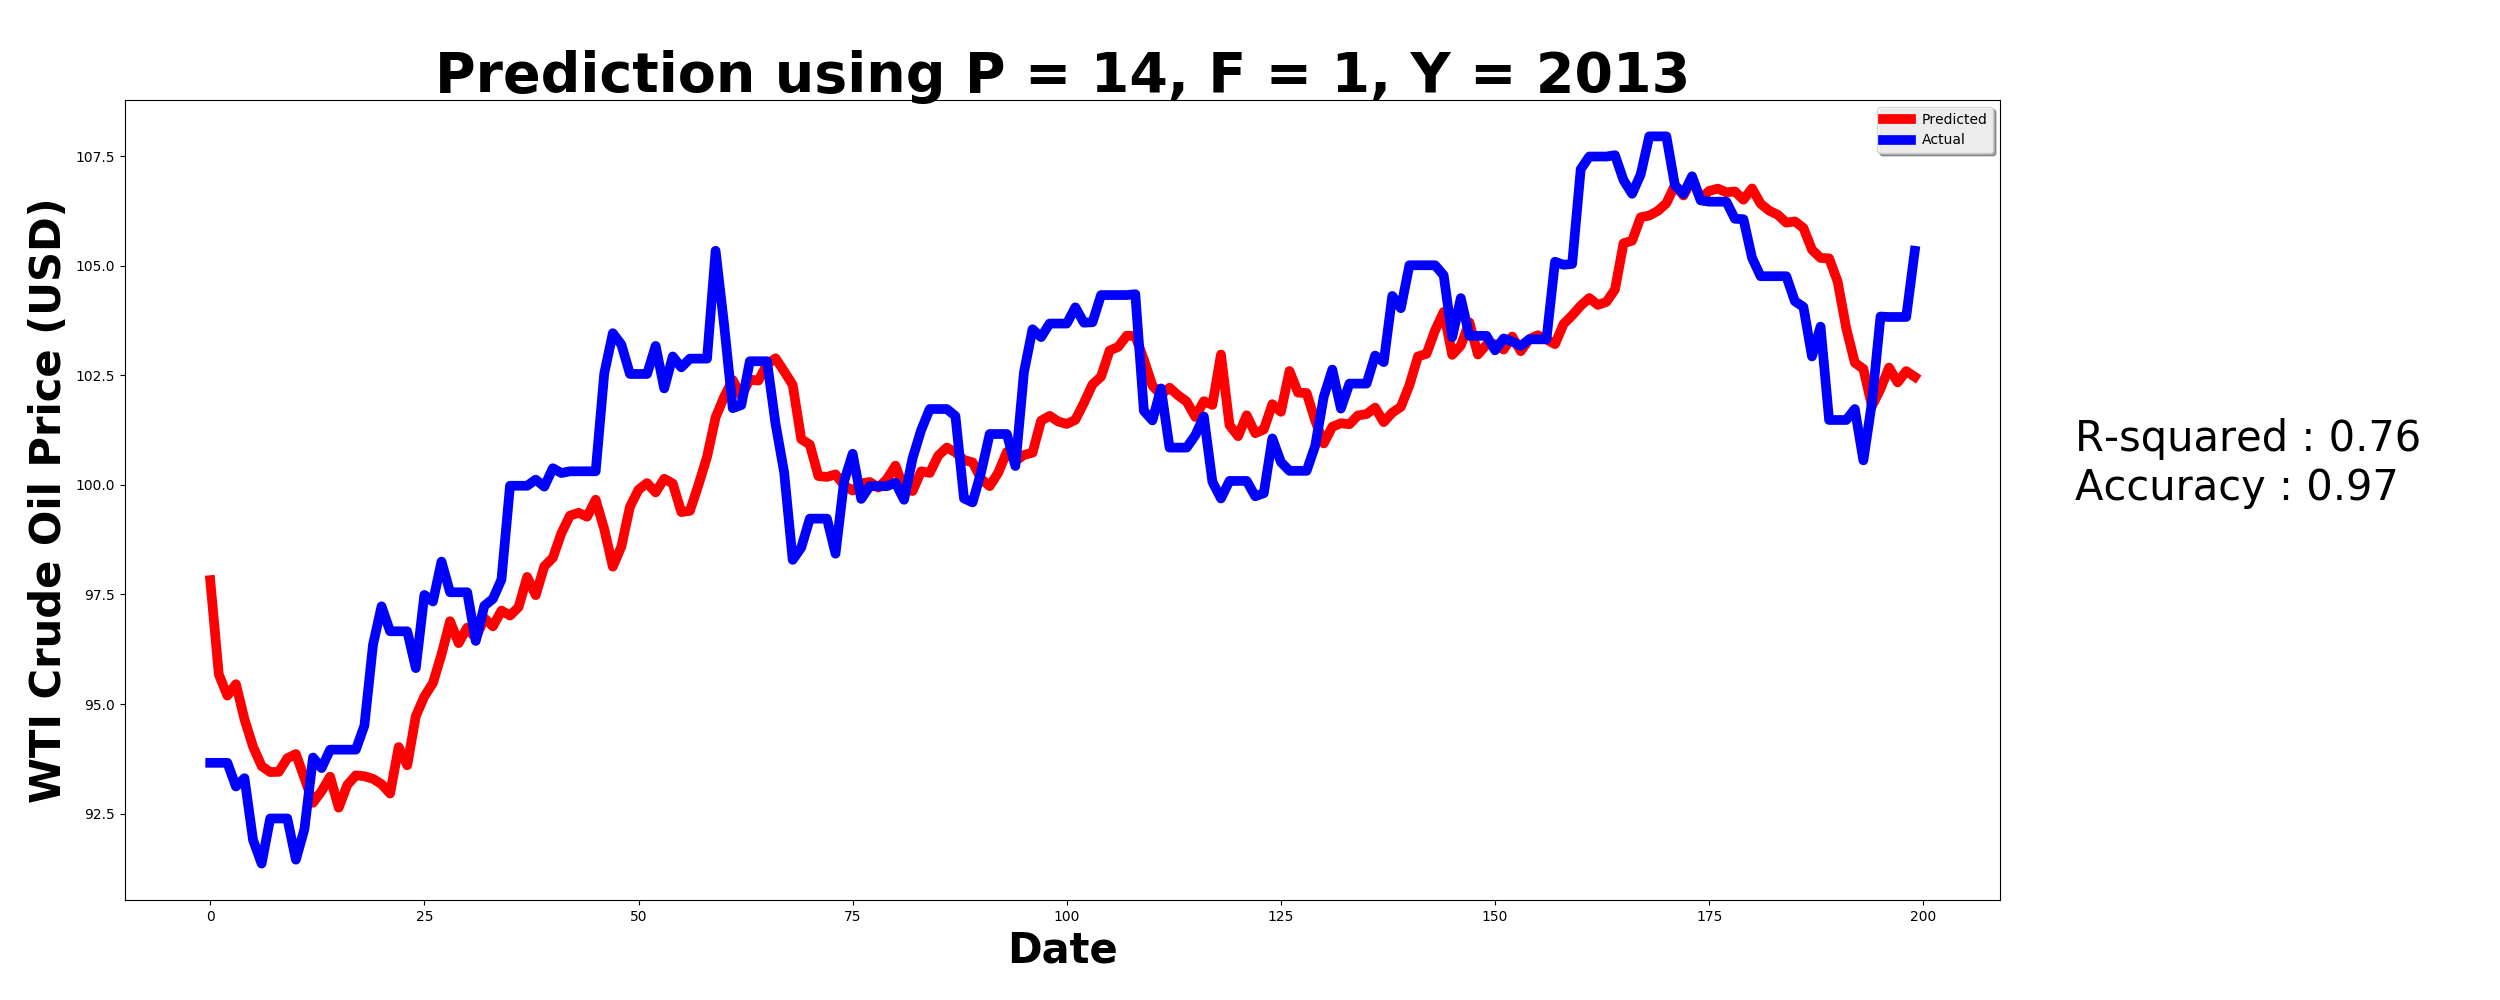 Prediction using P = 14, F = 1, Y = 2013
Predicted
Actual
107.5
105.0
102.5
100.0
97.5
95.0
92.5
WTI Crude Oil Price (USD)
R-squared : 0.76
Accuracy : 0.97
0 25 50 75 100 125 150 175 200
Date